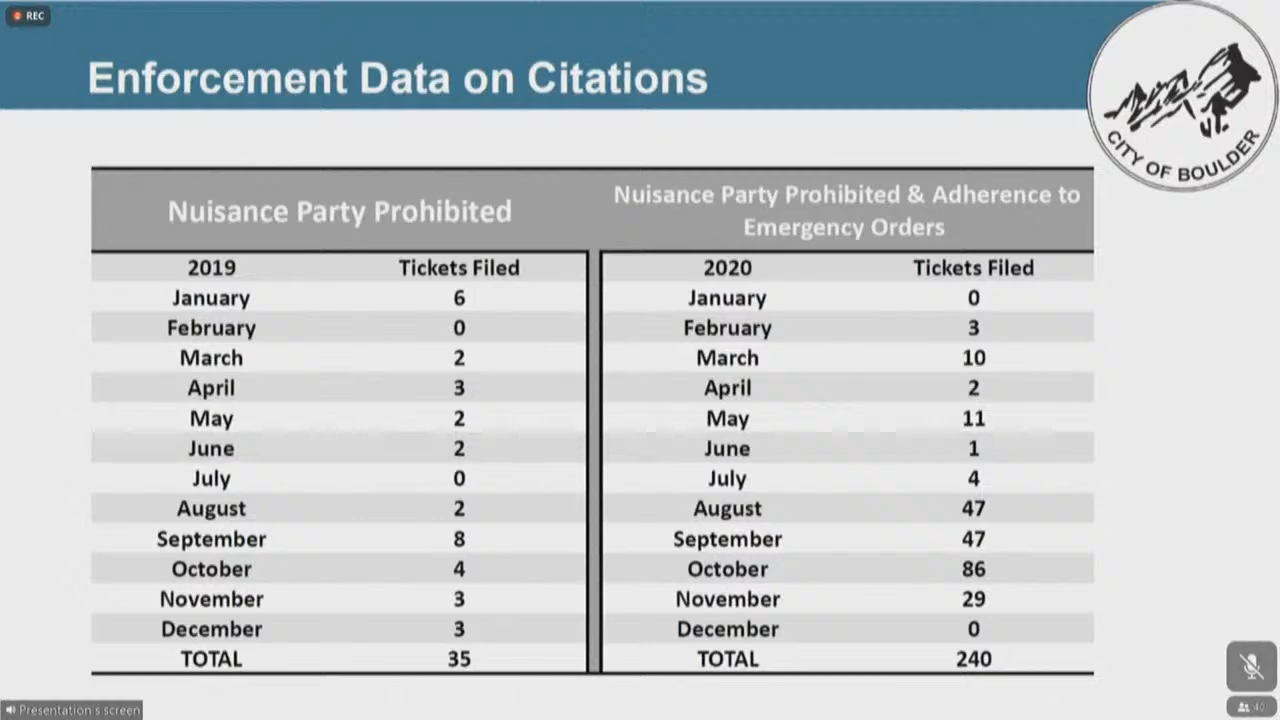 REC
Enforcement Data on Citations
CITY OF BOULDER
Nuisance Party Prohibited
Nuisance Party Prohibited & Adherence to
Emergency Orders
2019 Tickets Filed 2020 Tickets Filed
January 6 January 0
February 0 February 3
March 2 March 10
April 3 April 2
May 2 May 11
June 2 June 1
July 0 July 4
August 2 August 47
September 8 September 47
October 4 October 86
November 3 November 29
December 3 December 0
TOTAL 35 TOTAL 240
Presentation's screen
40